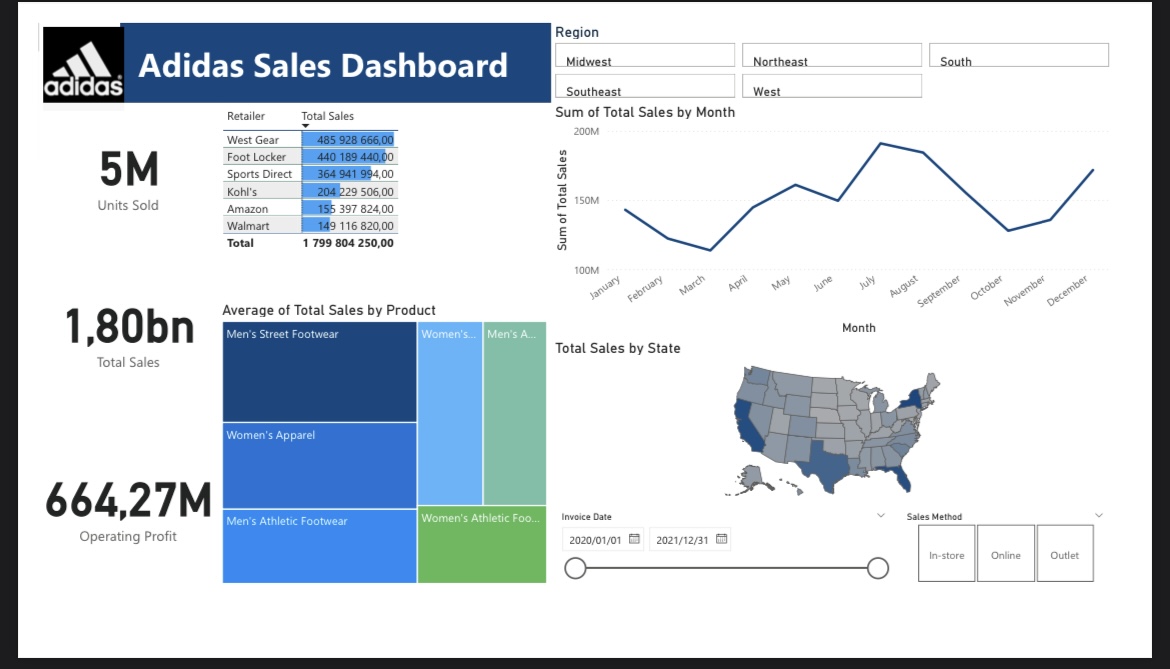 adidas
Adidas Sales Dashboard
Region
Midwest
Northeast
South
Southeast
West
5M
Units Sold
1,80bn
Total Sales
664,27M
Operating Profit
Retailer Total Sales
West Gear 485 928 666,00
Foot Locker 440 189 440,00
Sports Direct 364 941 994,00
Kohl's 204 229 506,00
Amazon 155 397 824,00
Walmart 149 116 820,00
Total 1 799 804 250,00
Average of Total Sales by Product
Men's Street Footwear
Women's Apparel
Men's Athletic Footwear
Women's...
Men's A...
Women's Athletic Foo...
Sum of Total Sales by Month
Sum of Total Sales
200M
150M
100M
January
February
March
April
May
June
July
August
September
October
November
December
Month
Total Sales by State
Invoice Date
2020/01/01
2021/12/31
Sales Method
In-store
Online
Outlet